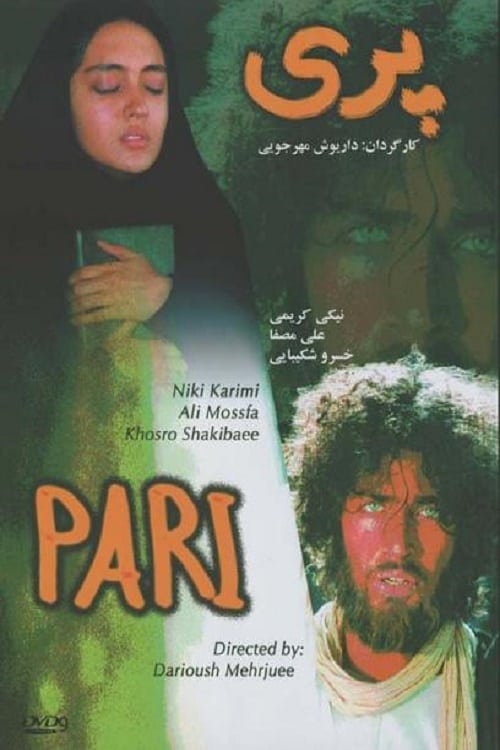 پری
کارگردان: داریوش مهرجویی
نیکی کریمی
علی مصفا
خسرو شکیبایی
Niki Karimi
Ali Mossfa
Khosro Shakibaee
PARI
Directed by:
Darioush Mehrjuee
DVD9